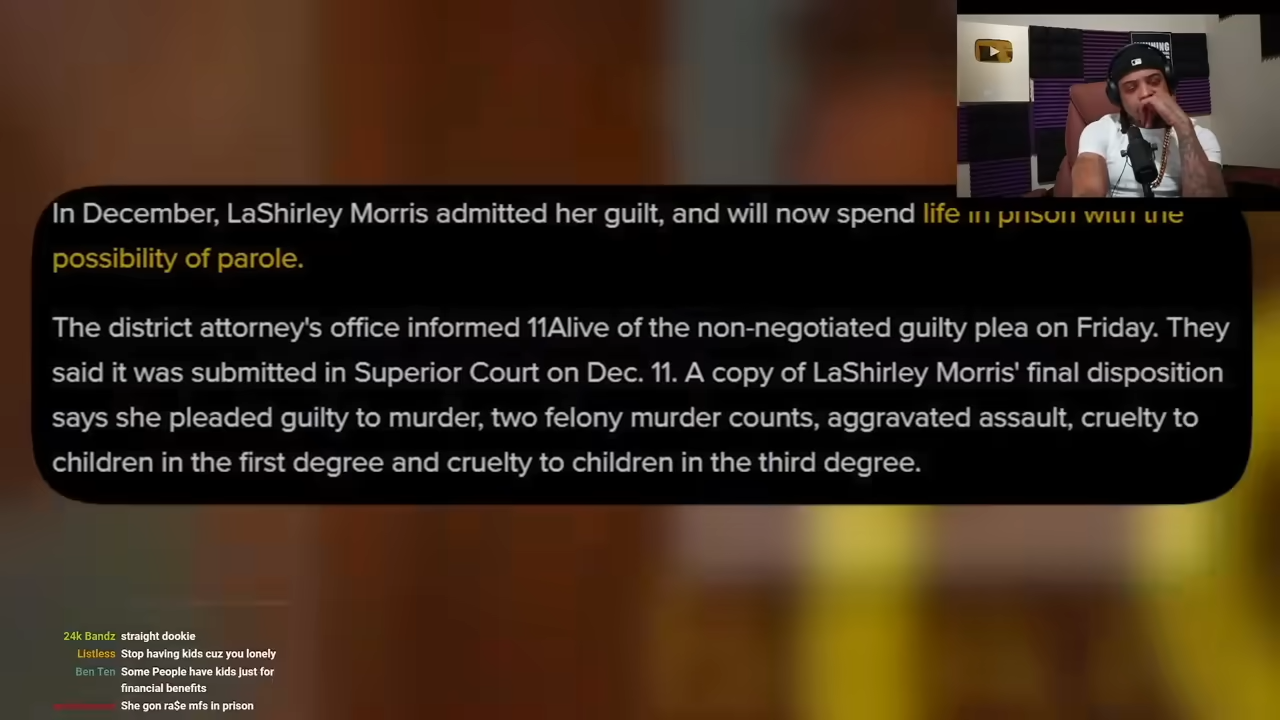 In December, LaShirley Morris admitted her guilt, and will now spend life in prison with the
possibility of parole.
The district attorney's office informed 11Alive of the non-negotiated guilty plea on Friday. They
said it was submitted in Superior Court on Dec. 11. A copy of LaShirley Morris' final disposition
says she pleaded guilty to murder, two felony murder counts, aggravated assault, cruelty to
children in the first degree and cruelty to children in the third degree.
24k Bandz straight dookie
Listless Stop having kids cuz you lonely
Ben Ten Some People have kids just for
financial benefits
She gon ra$e mfs in prison